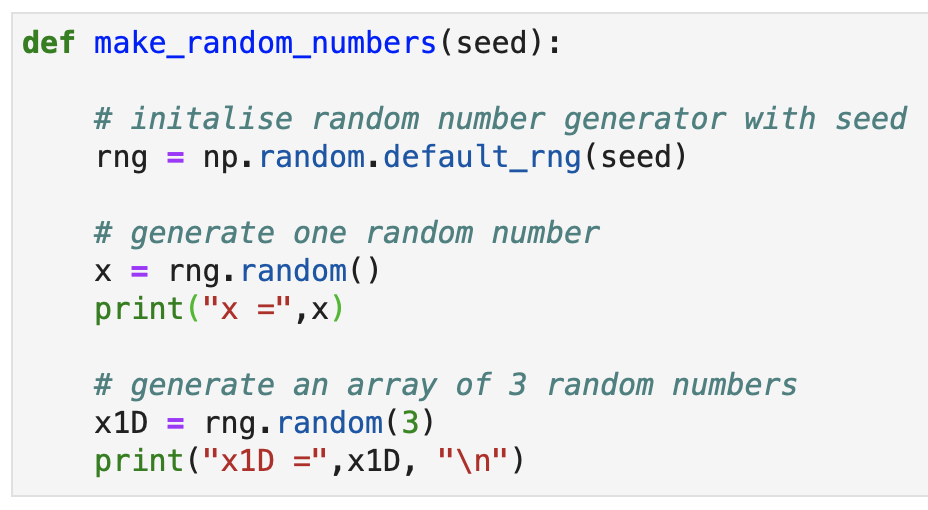 def make_random_numbers(seed):
    # initalise random number generator with seed
    rng = np.random.default_rng(seed)
    # generate one random number
    x = rng.random()
    print("x =",x)
    # generate an array of 3 random numbers
    x1D = rng.random(3)
    print("x1D =",x1D, "\n")